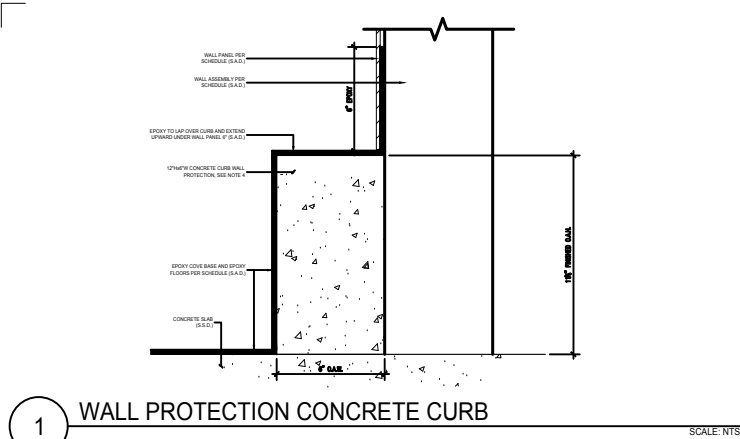 WALL PANEL PER
SCHEDULE (S.A.D.)
WALL ASSEMBLY PER
SCHEDULE (S.A.D.)
6" EPOXY
EPOXY TO LAP OVER CURB AND EXTEND
UPWARD UNDER WALL PANEL 6" (S.A.D.)
12"Hx6"W CONCRETE CURB WALL
PROTECTION, SEE NOTE 4
EPOXY COVE BASE AND EPOXY
FLOORS PER SCHEDULE (S.A.D.)
CONCRETE SLAB
(S.S.D.)
FINISHED O.A.H.
6" O.A.W.
1
WALL PROTECTION CONCRETE CURB
SCALE: NTS